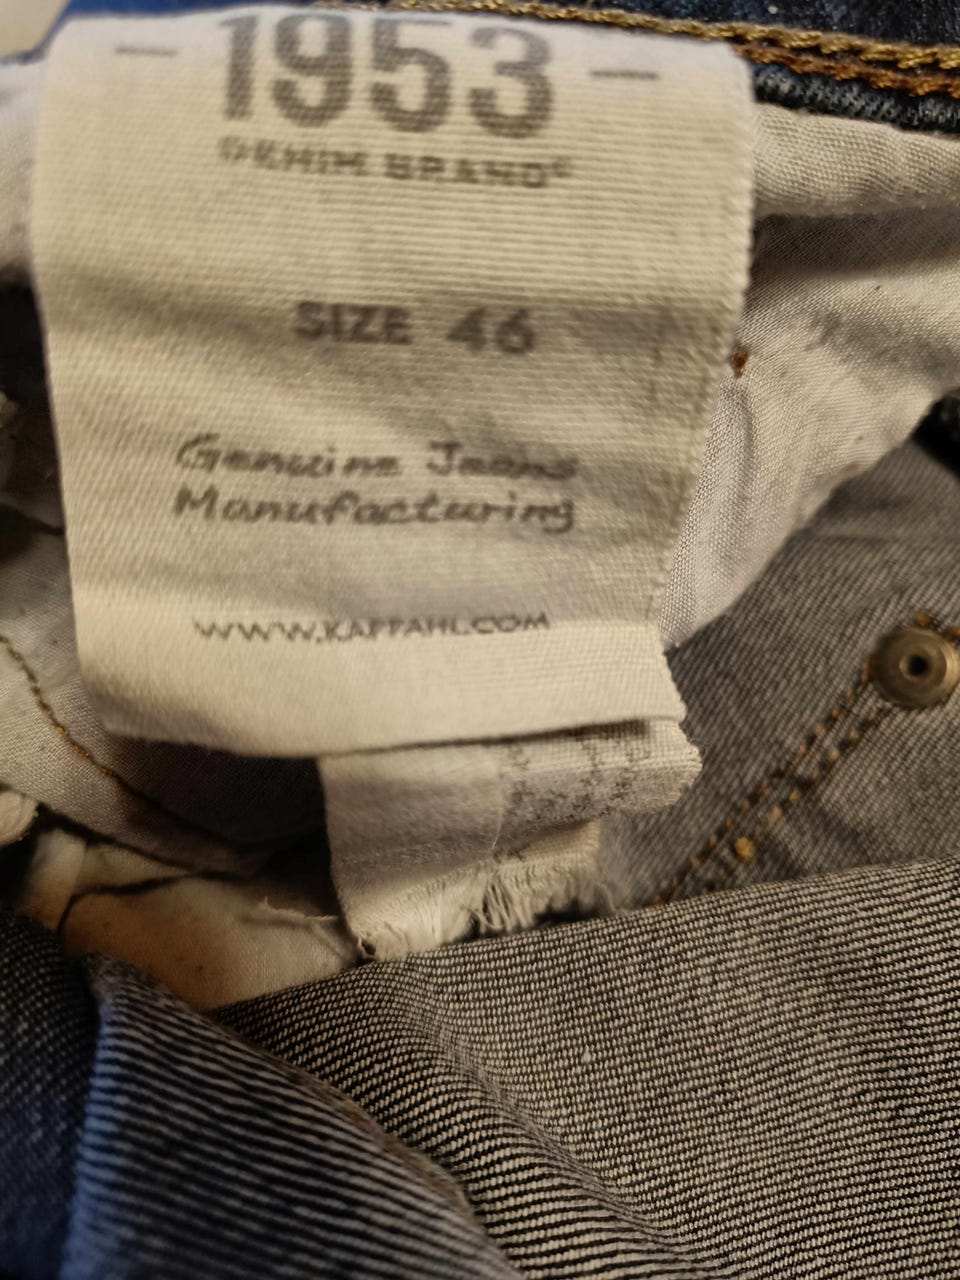 — 1953 —
DENIM BRAND
SIZE 46
Genuine Jeans
Manufacturing
WWW.KAPPAHL.COM